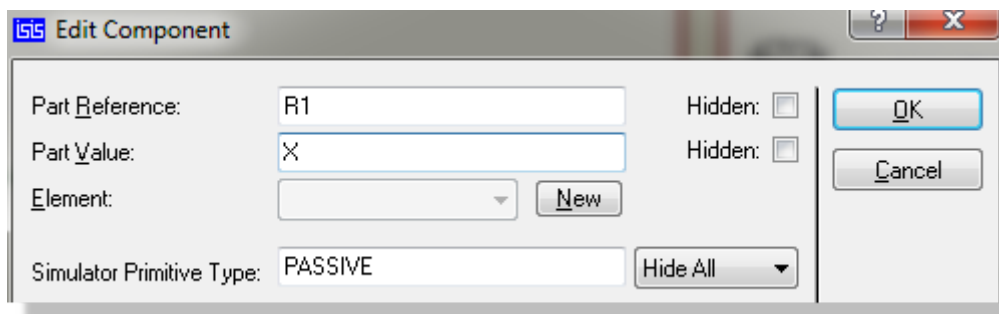 isis Edit Component ? X
Part Reference: R1 Hidden: OK
Part Value: X Hidden:
Cancel
Element: New
Simulator Primitive Type: PASSIVE Hide All